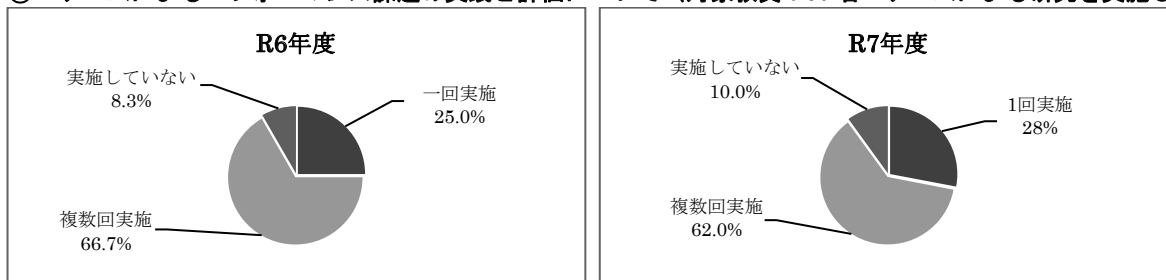 R6年度
実施していない
8.3%
一回実施
25.0%
複数回実施
66.7%
R7年度
実施していない
10.0%
1回実施
28%
複数回実施
62.0%